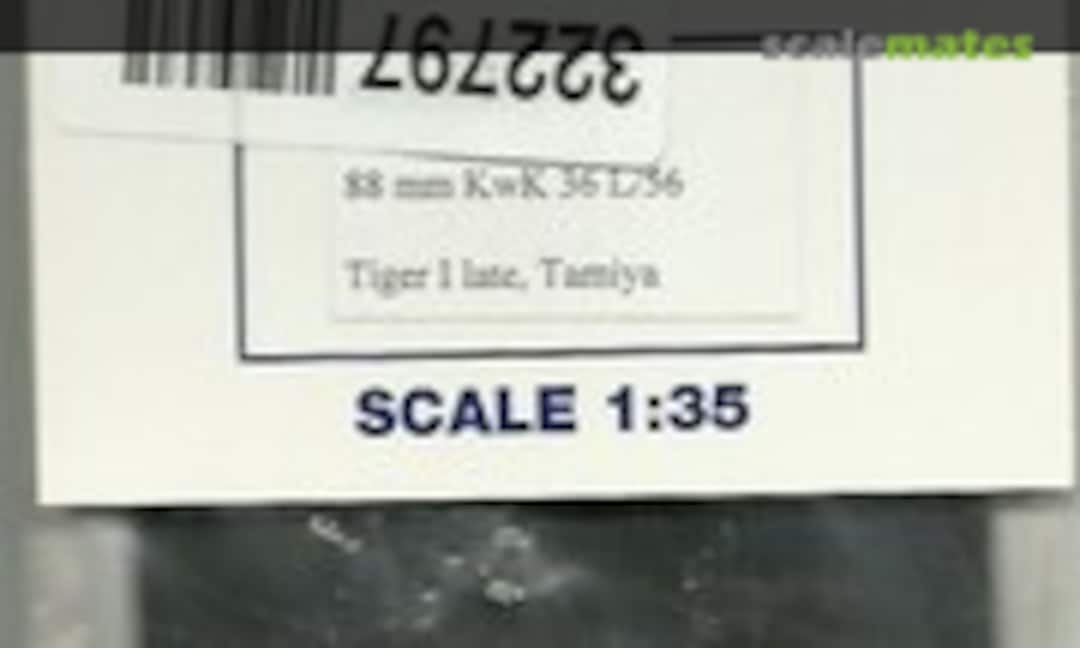 scalemates
322797
88 mm KwK 36 L/56
Tiger I late, Tamiya
SCALE 1:35